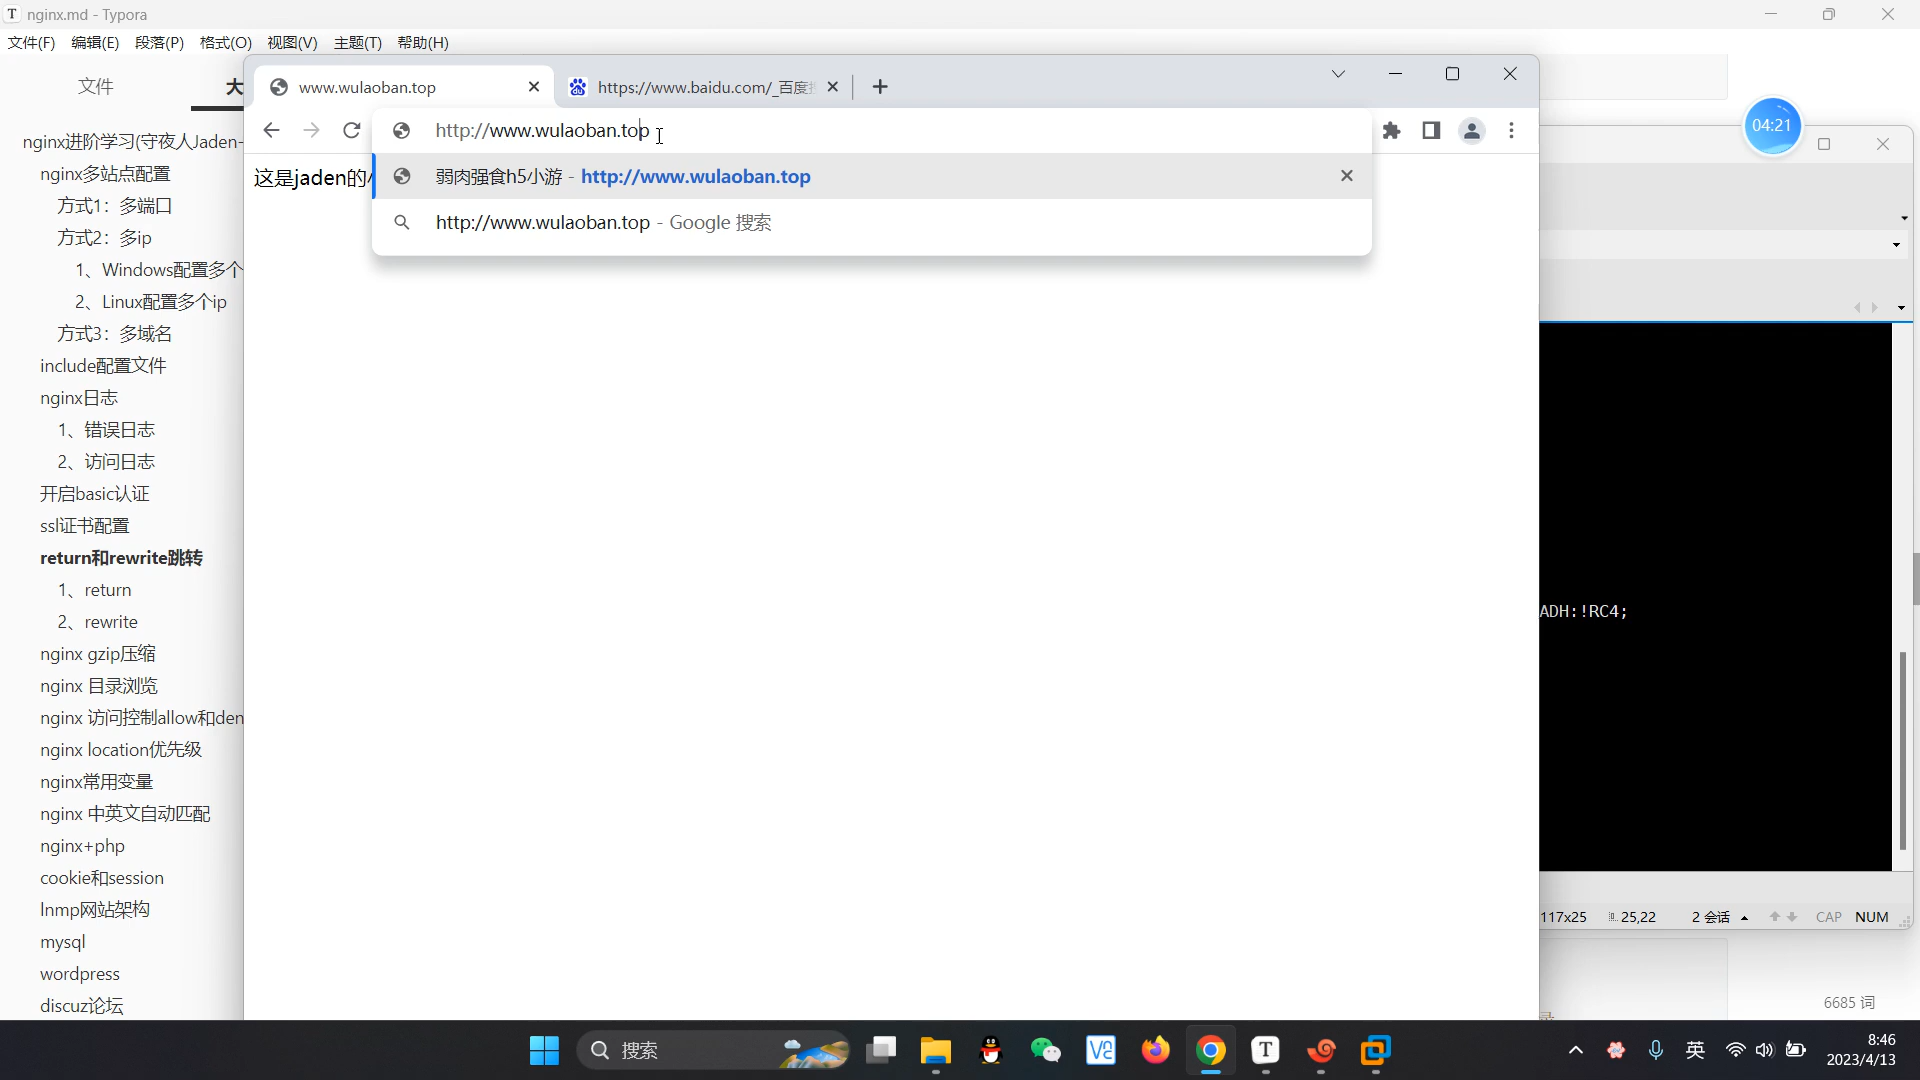 nginx.md - Typora
文件(F) 编辑(E) 段落(P) 格式(O) 视图(V) 主题(T) 帮助(H)
文件
大
www.wulaoban.top
https://www.baidu.com/_百度
http://www.wulaoban.top
弱肉强食h5小游 - http://www.wulaoban.top
http://www.wulaoban.top - Google 搜索
这是jaden的
04:21
nginx进阶学习(守夜人Jaden-
nginx多站点配置
方式1：多端口
方式2：多ip
1、Windows配置多个
2、Linux配置多个ip
方式3：多域名
include配置文件
nginx日志
1、错误日志
2、访问日志
开启basic认证
ssl证书配置
return和rewrite跳转
1、return
2、rewrite
nginx gzip压缩
nginx 目录浏览
nginx 访问控制allow和den
nginx location优先级
nginx常用变量
nginx 中英文自动匹配
nginx+php
cookie和session
lnmp网站架构
mysql
wordpress
discuz论坛
ADH:!RC4;
117x25 25,22 2 会话 CAP NUM
6685 词
搜索
英
8:46
2023/4/13